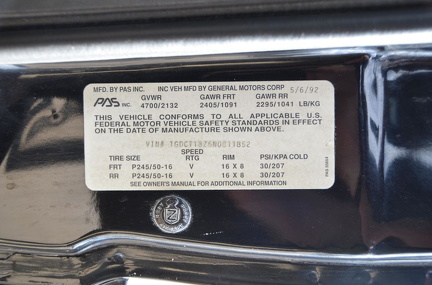 MFD. BY PAS INC. INC VEH MFD BY GENERAL MOTORS CORP 5/6/92
PAS INC. GVWR GAWR FRT GAWR RR
4700/2132 2405/1091 2295/1041 LB/KG
THIS VEHICLE CONFORMS TO ALL APPLICABLE U.S.
FEDERAL MOTOR VEHICLE SAFETY STANDARDS IN EFFECT
ON THE DATE OF MANUFACTURE SHOWN ABOVE.
VIN#
SPEED
TIRE SIZE RTG RIM PSI/KPA COLD
FRT P245/50-16 V 16 X 8 30/207
RR P245/50-16 V 16 X 8 30/207
SEE OWNER'S MANUAL FOR ADDITIONAL INFORMATION